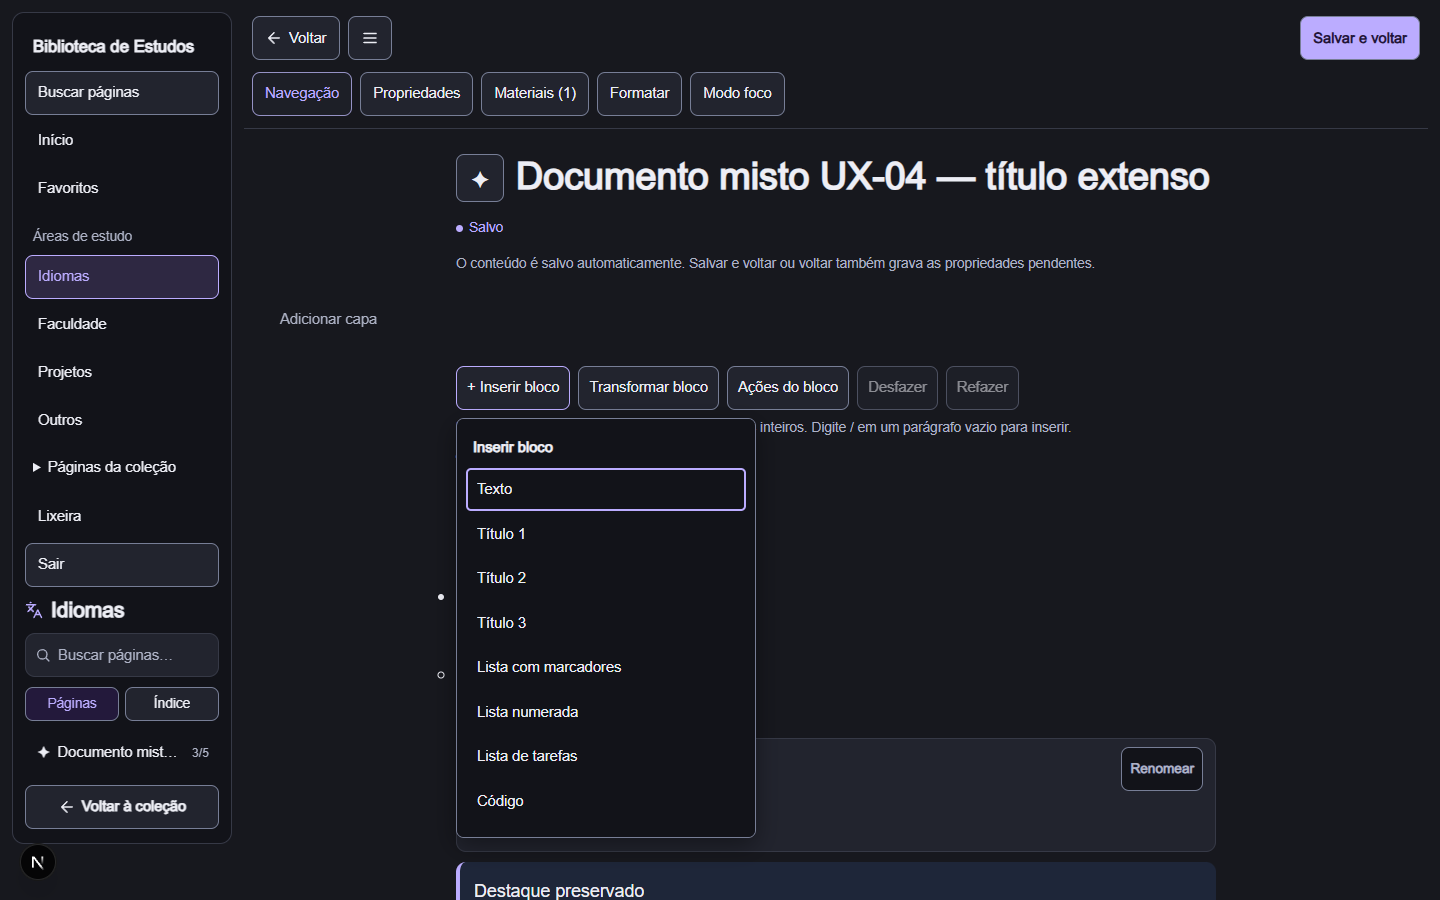 Biblioteca de Estudos
Buscar páginas
Início
Favoritos
Áreas de estudo
Idiomas
Faculdade
Projetos
Outros
Páginas da coleção
Lixeira
Sair
Idiomas
Buscar páginas...
Páginas
Índice
Documento mist... 3/5
Voltar à coleção
N
Voltar
Salvar e voltar
Navegação
Propriedades
Materiais (1)
Formatar
Modo foco
Documento misto UX-04 — título extenso
Salvo
O conteúdo é salvo automaticamente. Salvar e voltar ou voltar também grava as propriedades pendentes.
Adicionar capa
+ Inserir bloco
Transformar bloco
Ações do bloco
Desfazer
Refazer
inteiros. Digite / em um parágrafo vazio para inserir.
Inserir bloco
Texto
Título 1
Título 2
Título 3
Lista com marcadores
Lista numerada
Lista de tarefas
Código
Renomear
Destaque preservado